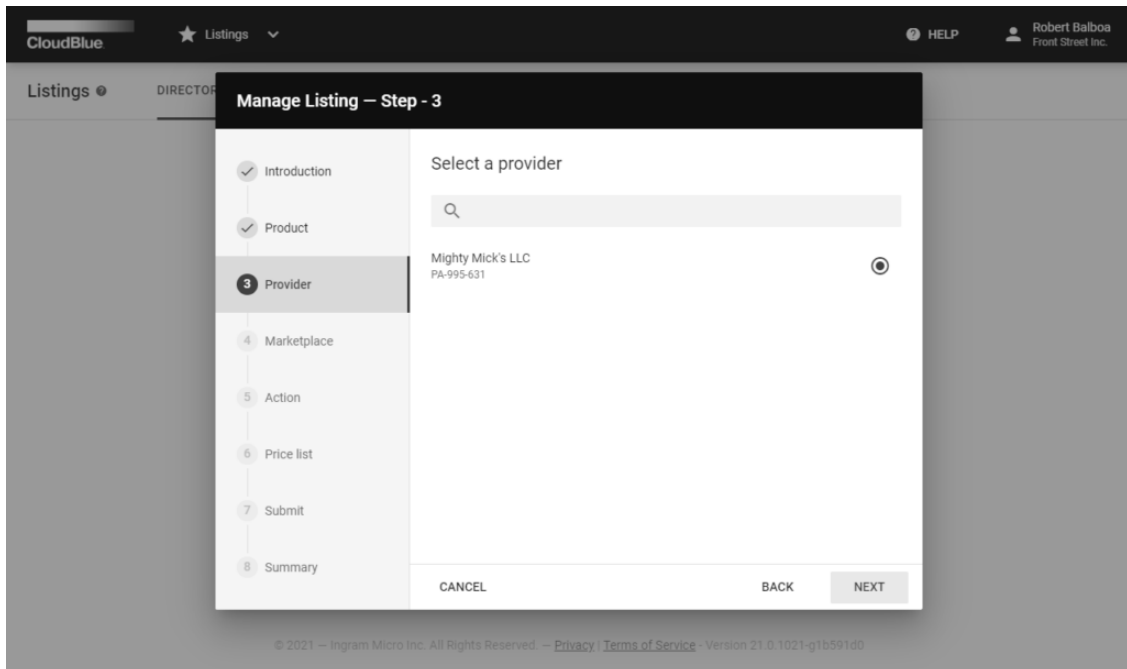 CloudBlue
Listings
HELP
Robert Balboa
Front Street Inc.
Listings
DIRECTOR
Manage Listing — Step - 3
Introduction
Product
3 Provider
4 Marketplace
5 Action
6 Price list
7 Submit
8 Summary
Select a provider
Mighty Mick's LLC
PA-995-631
CANCEL
BACK
NEXT
© 2021 — Ingram Micro Inc. All Rights Reserved. — Privacy | Terms of Service - Version 21.0.1021-g1b591d0